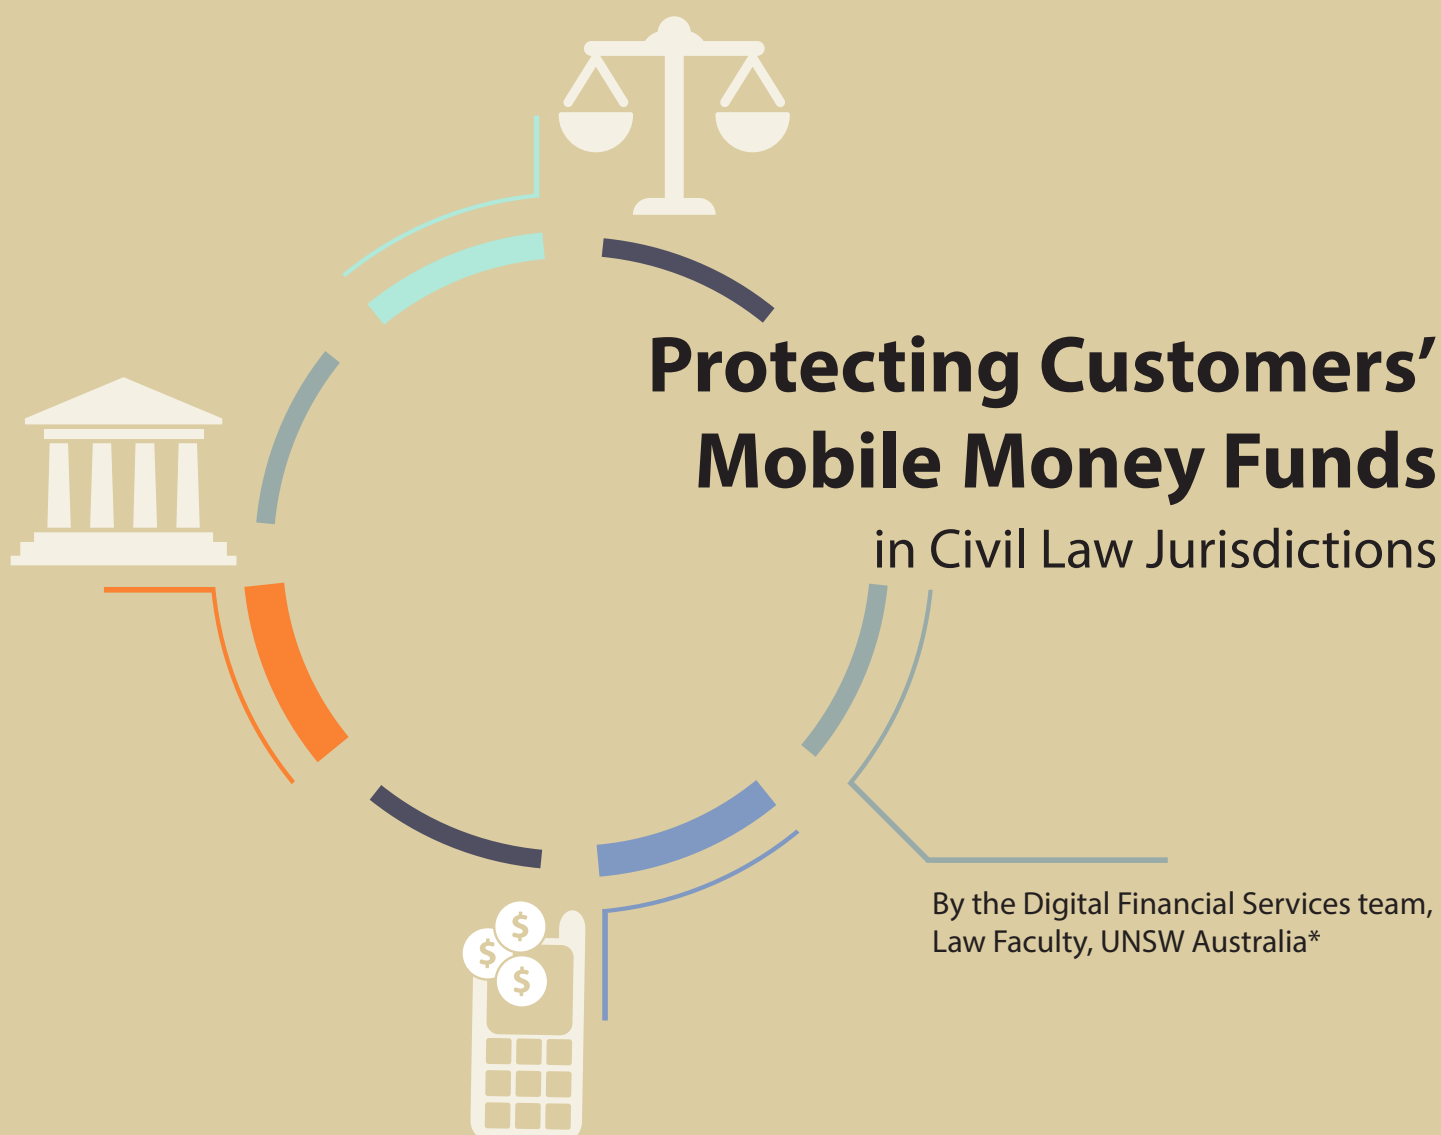 Protecting Customers’
Mobile Money Funds
in Civil Law Jurisdictions
By the Digital Financial Services team,
Law Faculty, UNSW Australia*
$
$
$